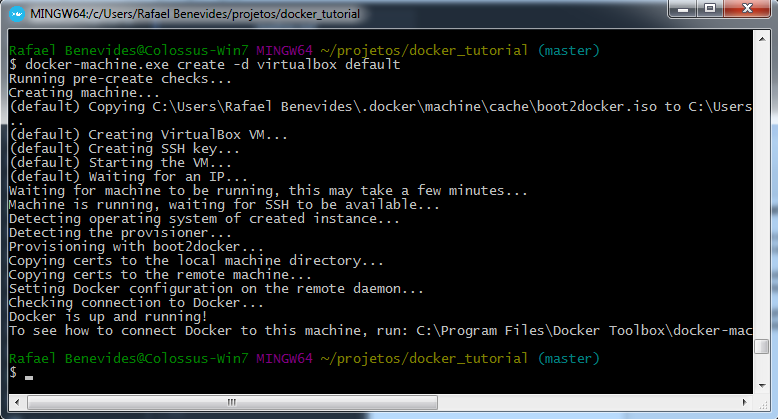 MINGW64:/c/Users/Rafael Benevides/projetos/docker_tutorial
Rafael Benevides@Colossus-Win7 MINGW64 ~/projetos/docker_tutorial (master)
$ docker-machine.exe create -d virtualbox default
Running pre-create checks...
Creating machine...
(default) Copying C:\Users\Rafael Benevides\.docker\machine\cache\boot2docker.iso to C:\Users
..
(default) Creating VirtualBox VM...
(default) Creating SSH key...
(default) Starting the VM...
(default) Waiting for an IP...
Waiting for machine to be running, this may take a few minutes...
Machine is running, waiting for SSH to be available...
Detecting operating system of created instance...
Detecting the provisioner...
Provisioning with boot2docker...
Copying certs to the local machine directory...
Copying certs to the remote machine...
Setting Docker configuration on the remote daemon...
Checking connection to Docker...
Docker is up and running!
To see how to connect Docker to this machine, run: C:\Program Files\Docker Toolbox\docker-mac
Rafael Benevides@Colossus-Win7 MINGW64 ~/projetos/docker_tutorial (master)
$